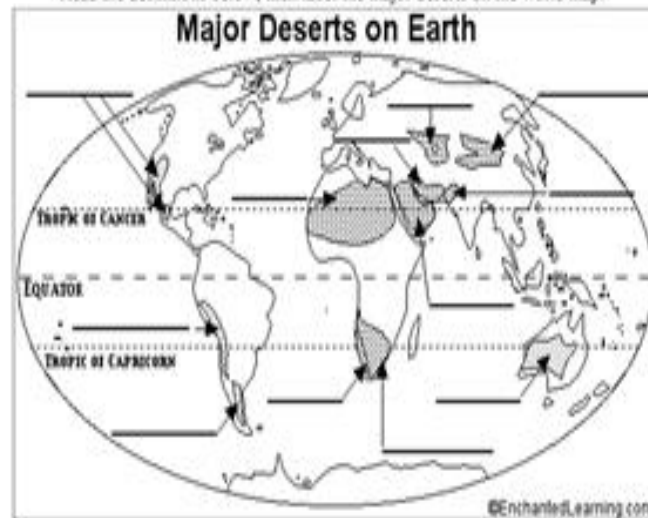 Major Deserts on Earth
TROPIC OF CANCER
EQUATOR
TROPIC OF CAPRICORN
©EnchantedLearning.com